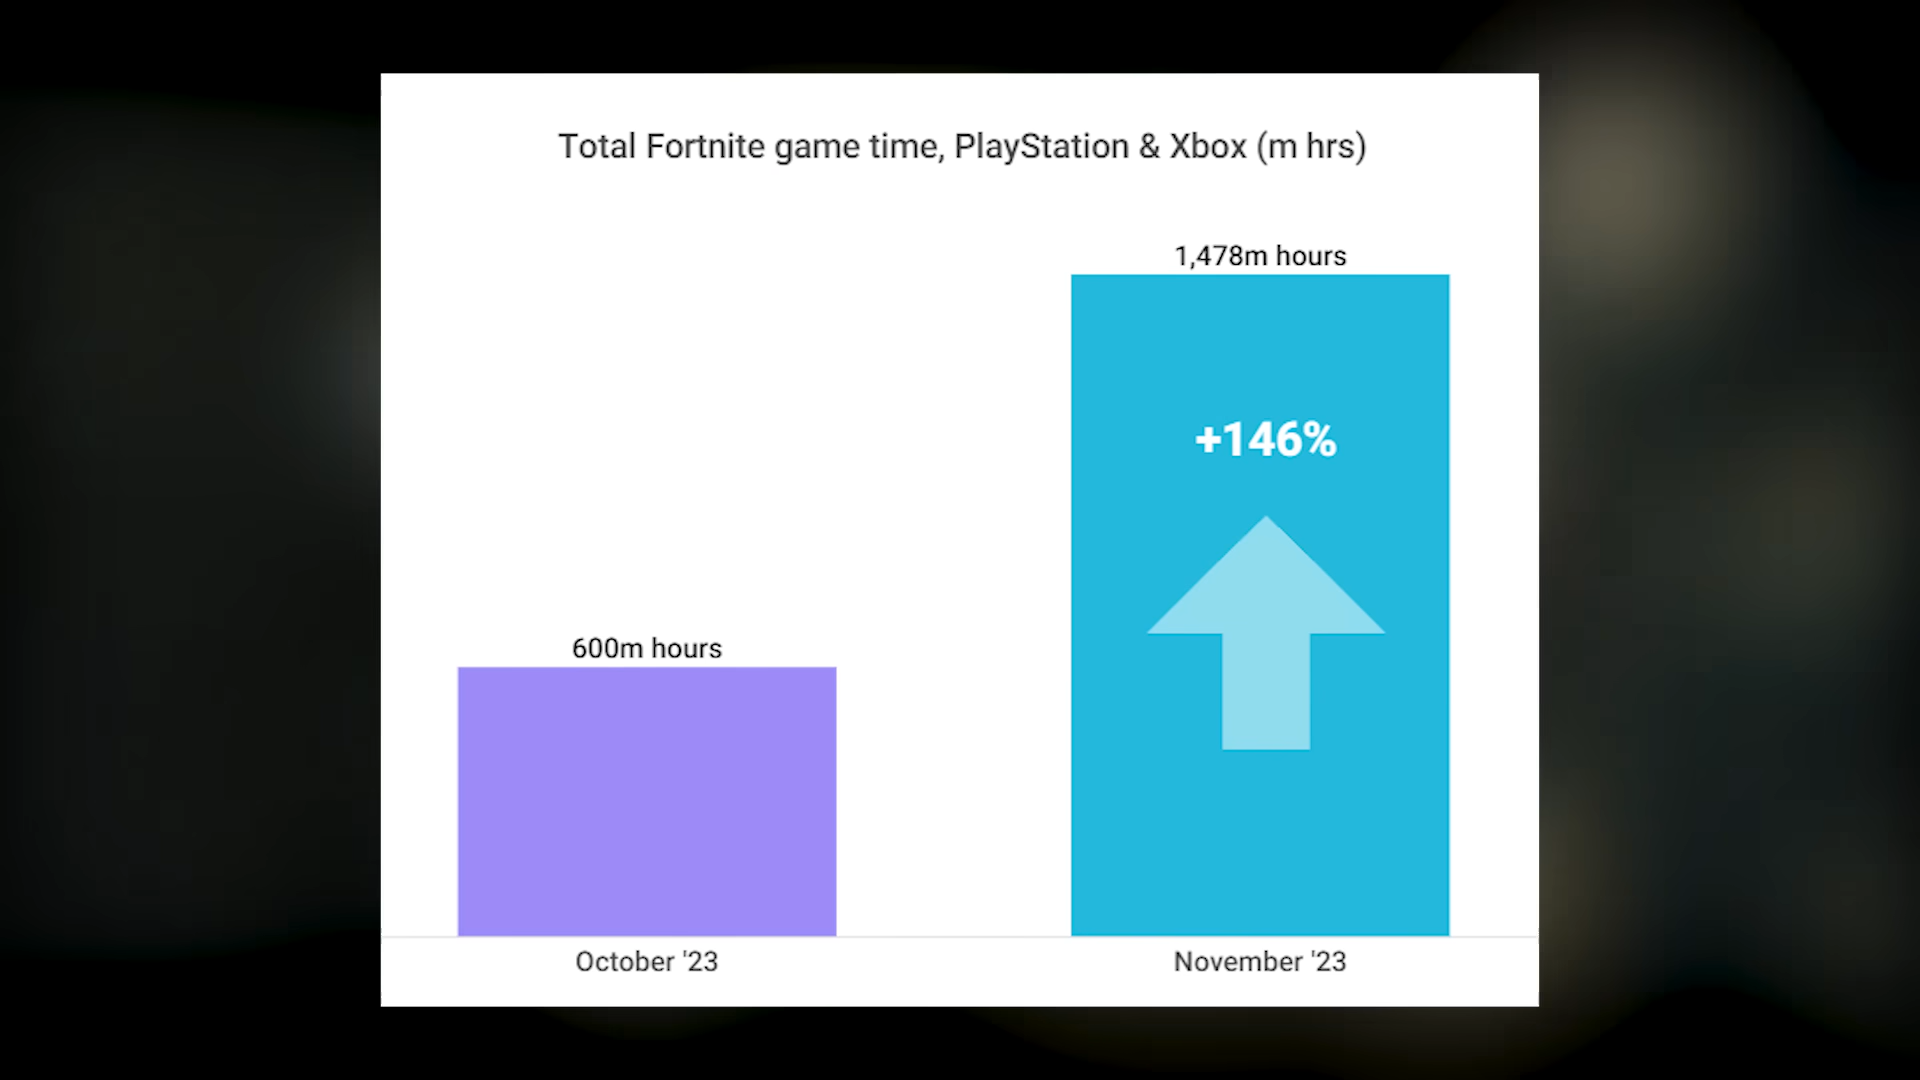 Total Fortnite game time, PlayStation & Xbox (m hrs)
1,478m hours
+146%
600m hours
October '23
November '23